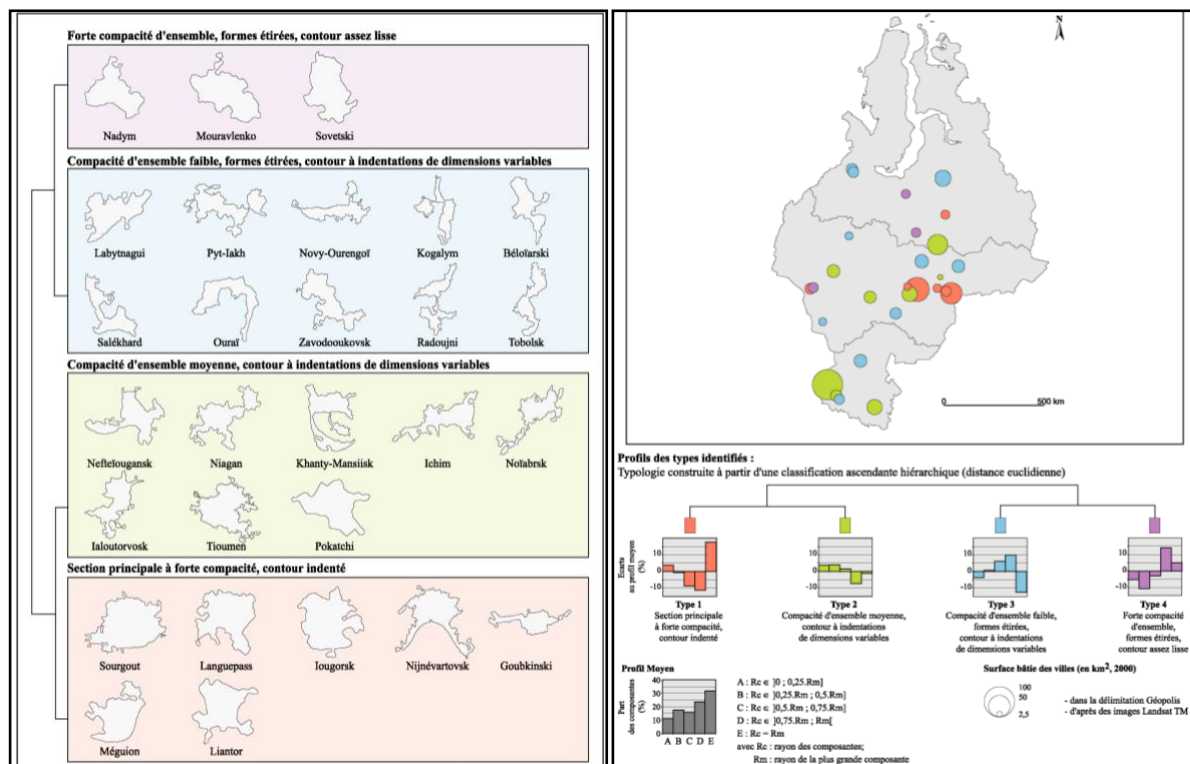 Forte compacité d'ensemble, formes étirées, contour assez lisse
Nadym Mouravlenko Sovetski
Compacité d'ensemble faible, formes étirées, contour à indentations de dimensions variables
Labytnagui Pyt-Iakh Novy-Ourengoï Kogalym Béloïarski
Salékhard Ouraï Zavodooukovsk Radoujni Tobolsk
Compacité d'ensemble moyenne, contour à indentations de dimensions variables
Nefteïougansk Niagan Khanty-Mansiisk Ichim Noïabrsk
Ialoutorvosk Tioumen Pokatchi
Section principale à forte compacité, contour indenté
Sourgout Languepass Iougorsk Nijnévartovsk Goubkinski
Méguion Liantor
N
0 500 km
Profils des types identifiés :
Typologie construite à partir d'une classification ascendante hiérarchique (distance euclidienne)
Ecarts
au profil moyen
(%)
10
0
-10
10
0
-10
10
0
-10
10
0
-10
Type 1
Section principale
à forte compacité,
contour indenté
Type 2
Compacité d'ensemble moyenne,
contour à indentations
de dimensions variables
Type 3
Compacité d'ensemble faible,
formes étirées,
contour à indentations
de dimensions variables
Type 4
Forte compacité
d'ensemble,
formes étirées,
contour assez lisse
Profil Moyen
Part
des composantes
(%)
40
30
20
10
0
A B C D E
A : Rc ∈ ]0 ; 0,25.Rm]
B : Rc ∈ ]0,25.Rm ; 0,5.Rm]
C : Rc ∈ ]0,5.Rm ; 0,75.Rm]
D : Rc ∈ ]0,75.Rm ; Rm[
E : Rc = Rm
avec Rc : rayon des composantes;
Rm : rayon de la plus grande composante
Surface bâtie des villes (en km², 2000)
100
50
2,5
- dans la délimitation Géopolis
- d'après des images Landsat TM